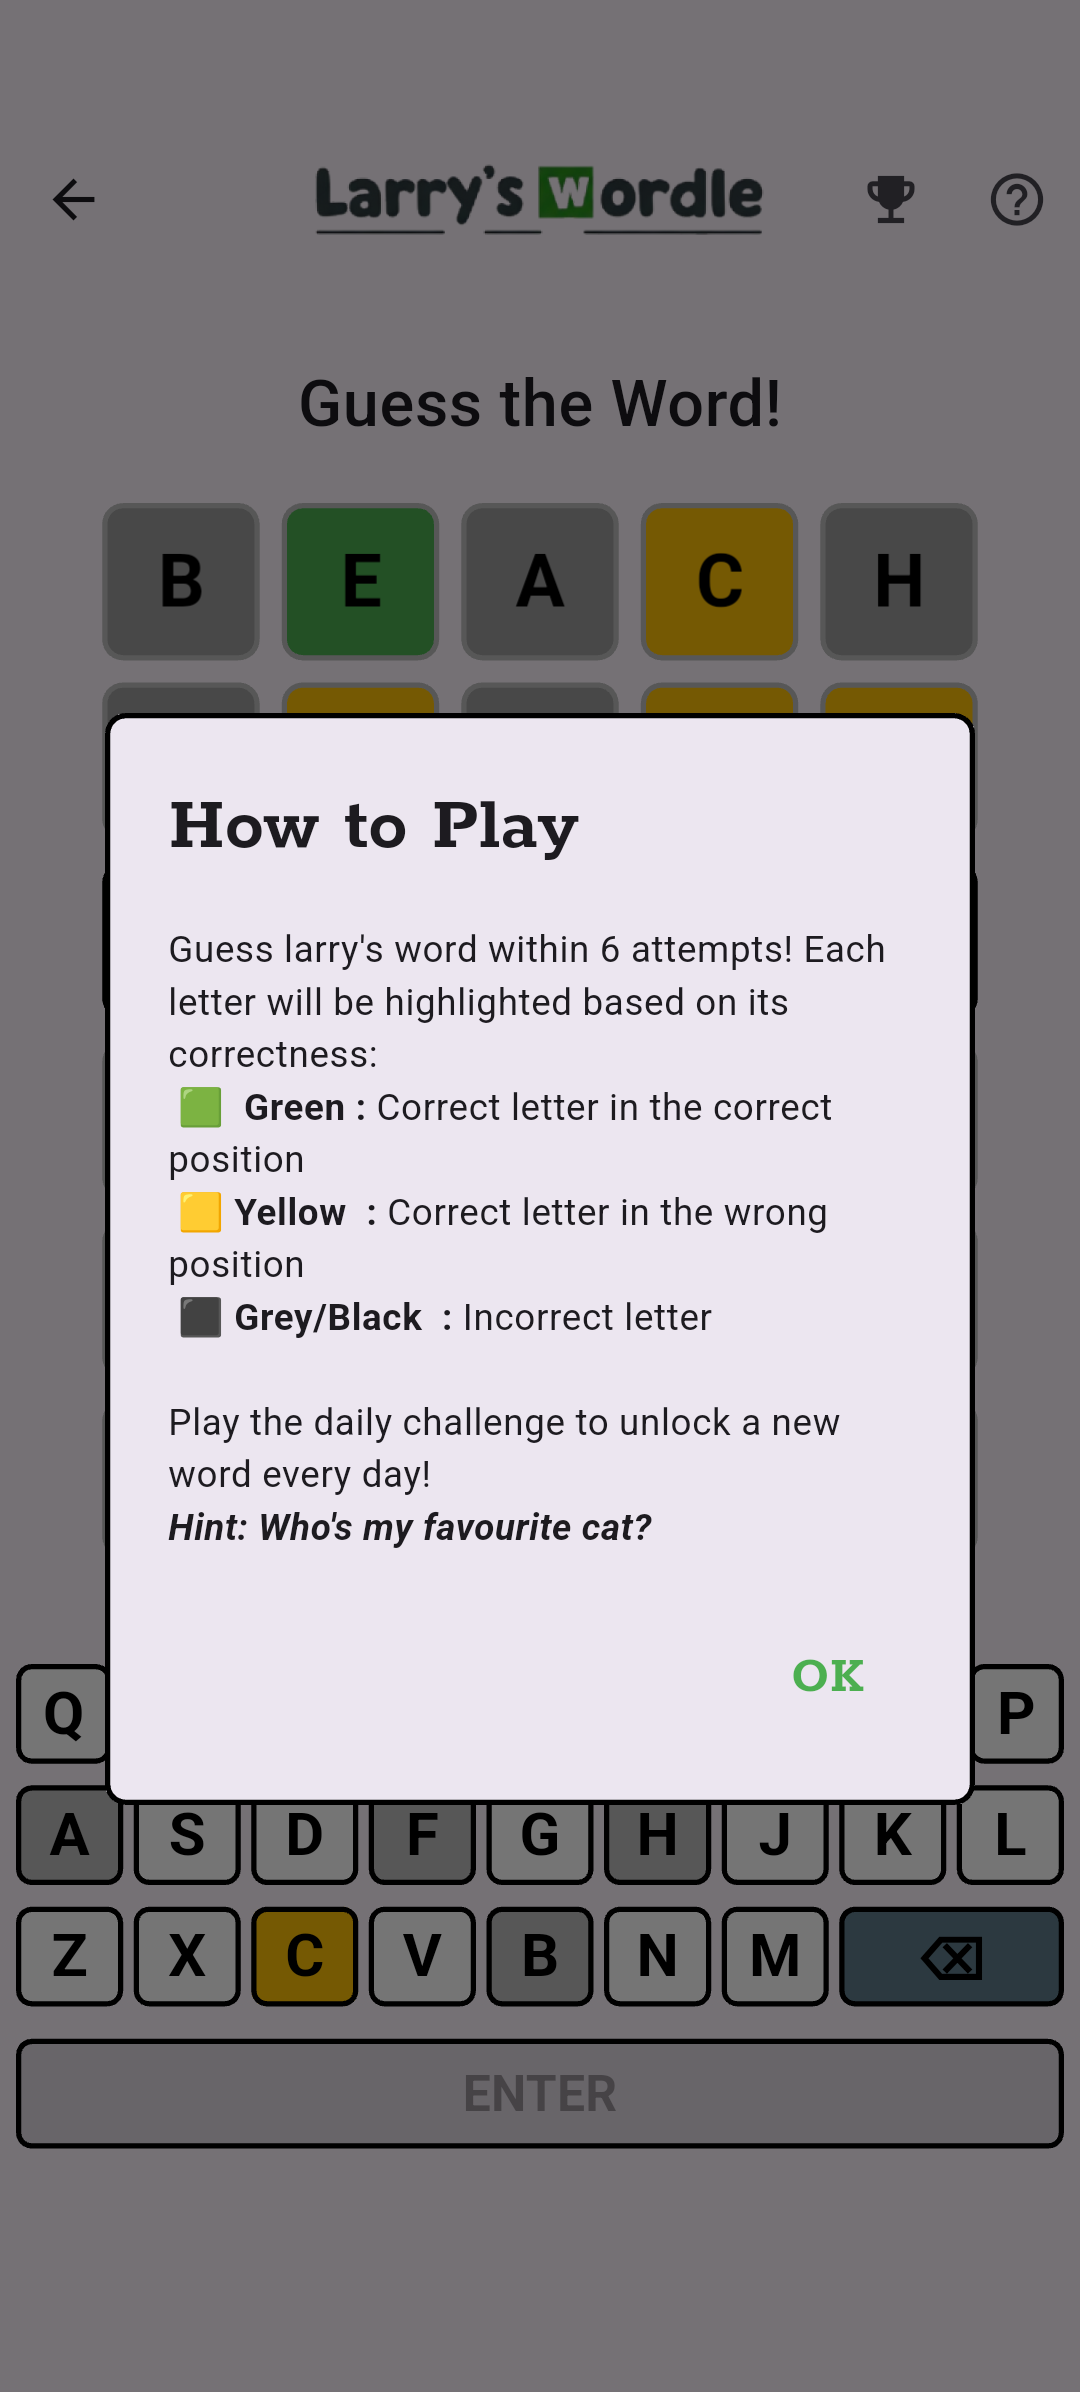 Larry's Wordle
Guess the Word!
B E A C H
How to Play
Guess larry's word within 6 attempts! Each
letter will be highlighted based on its
correctness:
🟩 Green : Correct letter in the correct
position
🟨 Yellow : Correct letter in the wrong
position
⬛ Grey/Black : Incorrect letter
Play the daily challenge to unlock a new
word every day!
Hint: Who's my favourite cat?
OK
Q P
A S D F G H J K L
Z X C V B N M
ENTER